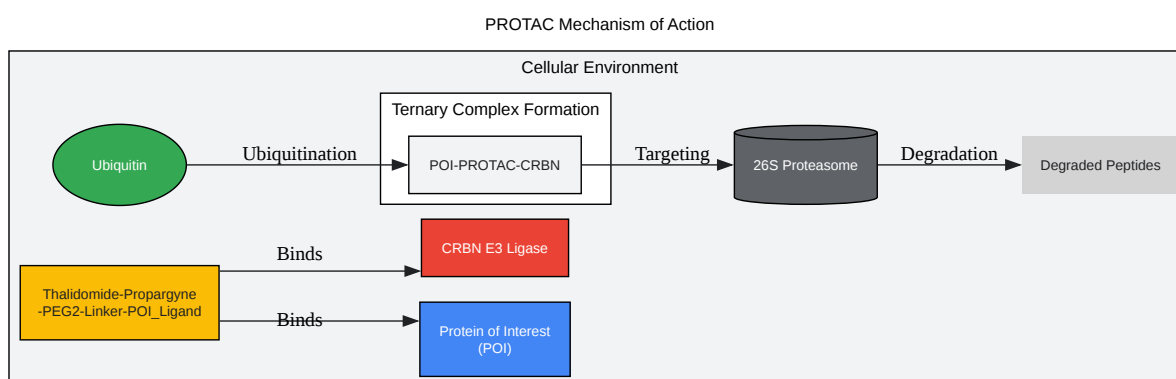 PROTAC Mechanism of Action
Cellular Environment
Ternary Complex Formation
Ubiquitin
Ubiquitination
POI-PROTAC-CRBN
Targeting
26S Proteasome
Degradation
Degraded Peptides
Thalidomide-Propargyne
-PEG2-Linker-POI_Ligand
Binds
CRBN E3 Ligase
Binds
Protein of Interest
(POI)